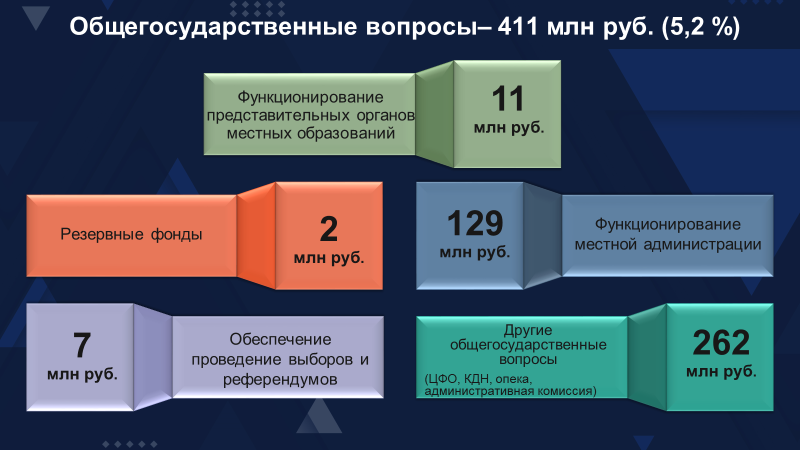 Общегосударственные вопросы– 411 млн руб. (5,2 %)
Функционирование
представительных органов
местных образований
11
млн руб.
Резервные фонды
2
млн руб.
129
млн руб.
Функционирование
местной администрации
7
млн руб.
Обеспечение
проведение выборов и
референдумов
Другие
общегосударственные
вопросы
(ЦФО, КДН, опека,
административная комиссия)
262
млн руб.